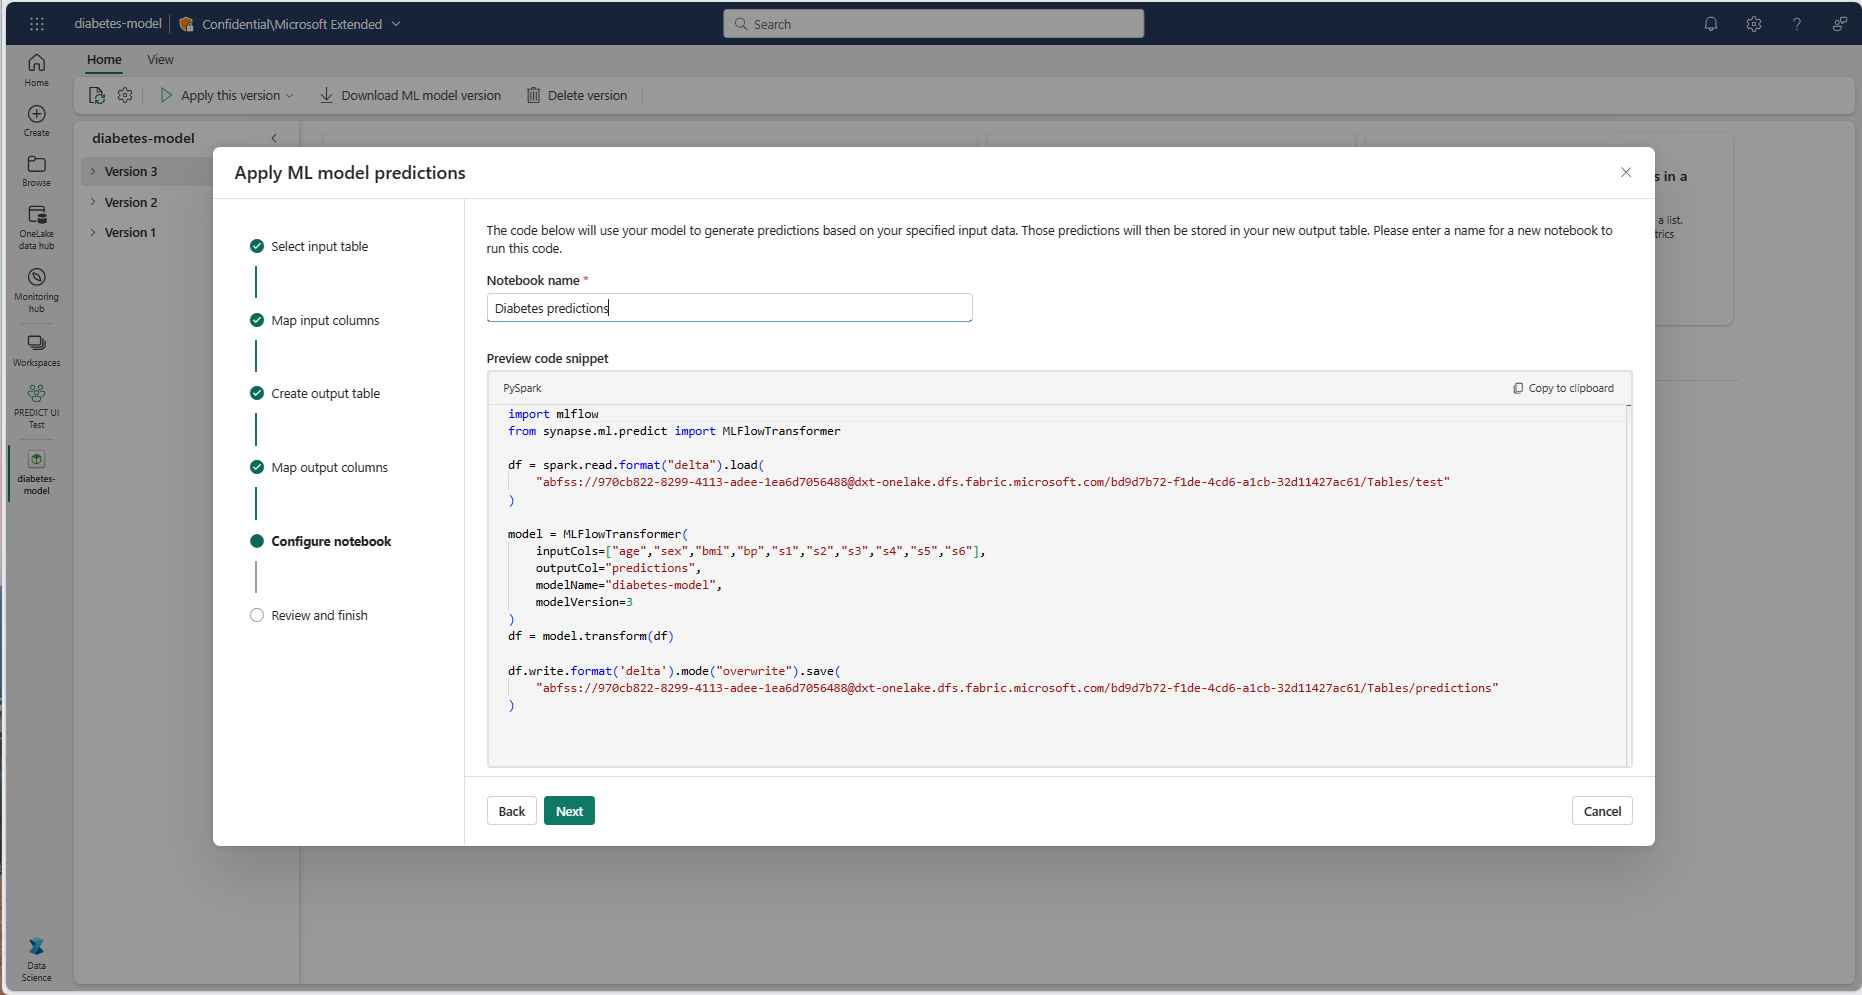 diabetes-model
Confidential\Microsoft Extended
Search
Home
View
Apply this version
Download ML model version
Delete version
Home
Create
Browse
OneLake
data hub
Monitoring
hub
Workspaces
PREDICT UI
Test
diabetes-
model
Data
Science
diabetes-model
Version 3
Version 2
Version 1
s in a
a list.
trics
Apply ML model predictions
Select input table
Map input columns
Create output table
Map output columns
Configure notebook
Review and finish
The code below will use your model to generate predictions based on your specified input data. Those predictions will then be stored in your new output table. Please enter a name for a new notebook to
run this code.
Notebook name *
Diabetes predictions
Preview code snippet
PySpark
Copy to clipboard
import mlflow
from synapse.ml.predict import MLFlowTransformer
df = spark.read.format("delta").load(
"abfss://970cb822-8299-4113-adee-1ea6d7056488@dxt-onelake.dfs.fabric.microsoft.com/bd9d7b72-f1de-4cd6-a1cb-32d11427ac61/Tables/test"
)
model = MLFlowTransformer(
inputCols=["age","sex","bmi","bp","s1","s2","s3","s4","s5","s6"],
outputCol="predictions",
modelName="diabetes-model",
modelVersion=3
)
df = model.transform(df)
df.write.format('delta').mode("overwrite").save(
"abfss://970cb822-8299-4113-adee-1ea6d7056488@dxt-onelake.dfs.fabric.microsoft.com/bd9d7b72-f1de-4cd6-a1cb-32d11427ac61/Tables/predictions"
)
Back
Next
Cancel